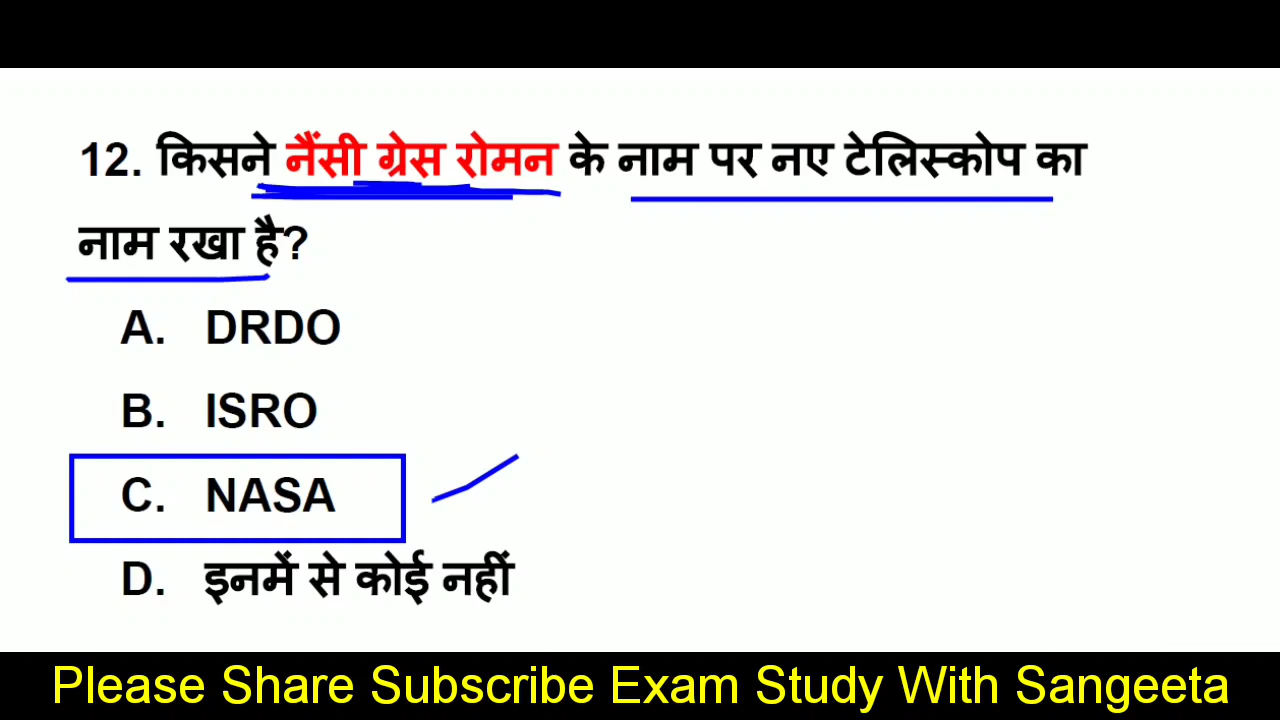 12. किसने नैंसी ग्रेस रोमन के नाम पर नए टेलिस्कोप का
नाम रखा है?
A. DRDO
B. ISRO
C. NASA
D. इनमें से कोई नहीं
Please Share Subscribe Exam Study With Sangeeta